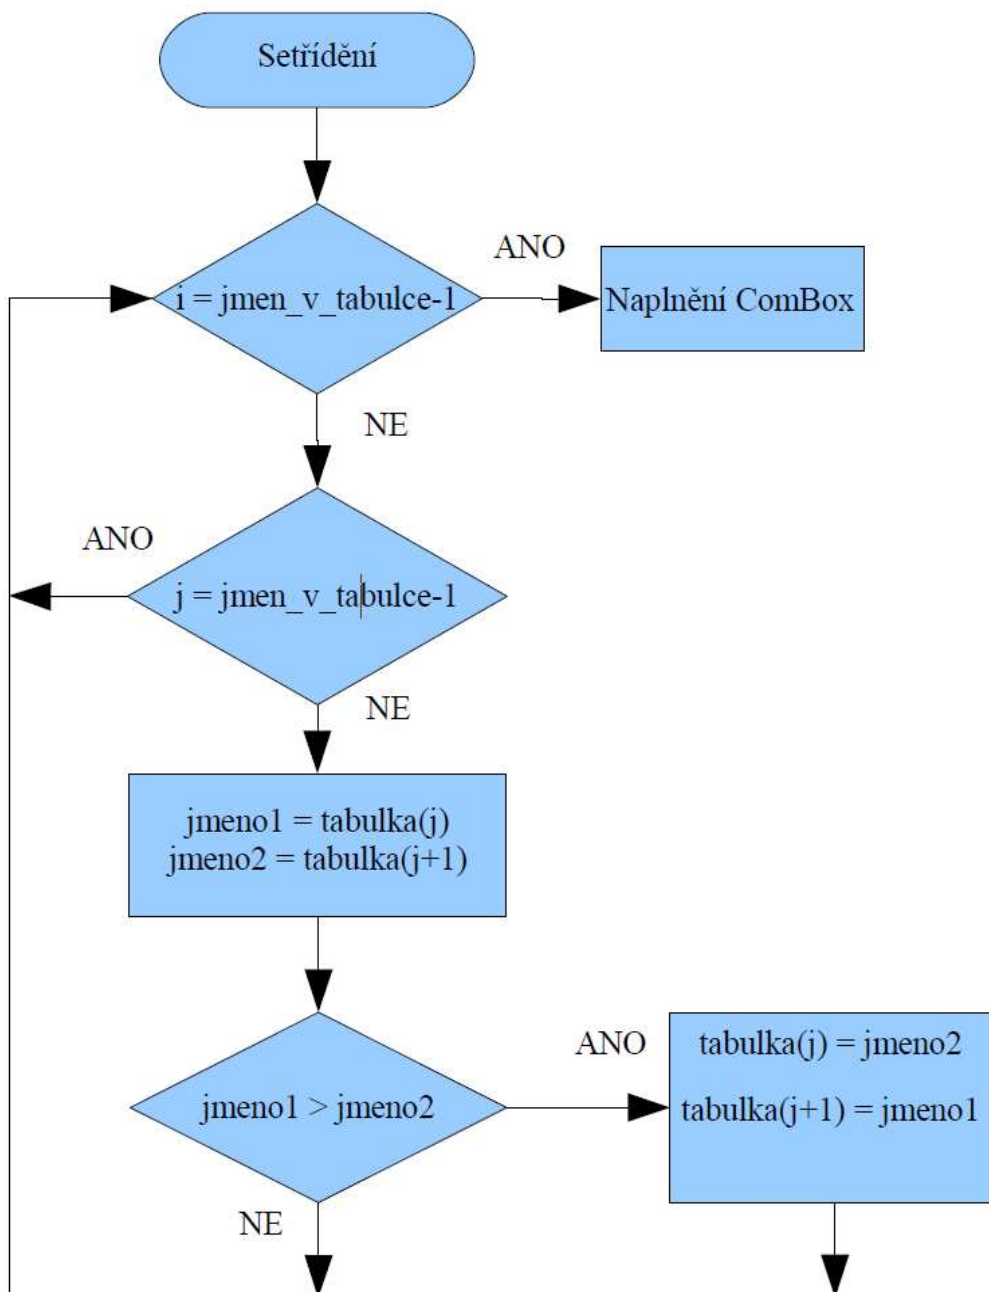 Setřídění
ANO
i = jmen_v_tabulce-1
Naplnění ComBox
NE
ANO
j = jmen_v_tabulce-1
NE
jmeno1 = tabulka(j)
jmeno2 = tabulka(j+1)
ANO
tabulka(j) = jmeno2
jmeno1 > jmeno2
tabulka(j+1) = jmeno1
NE